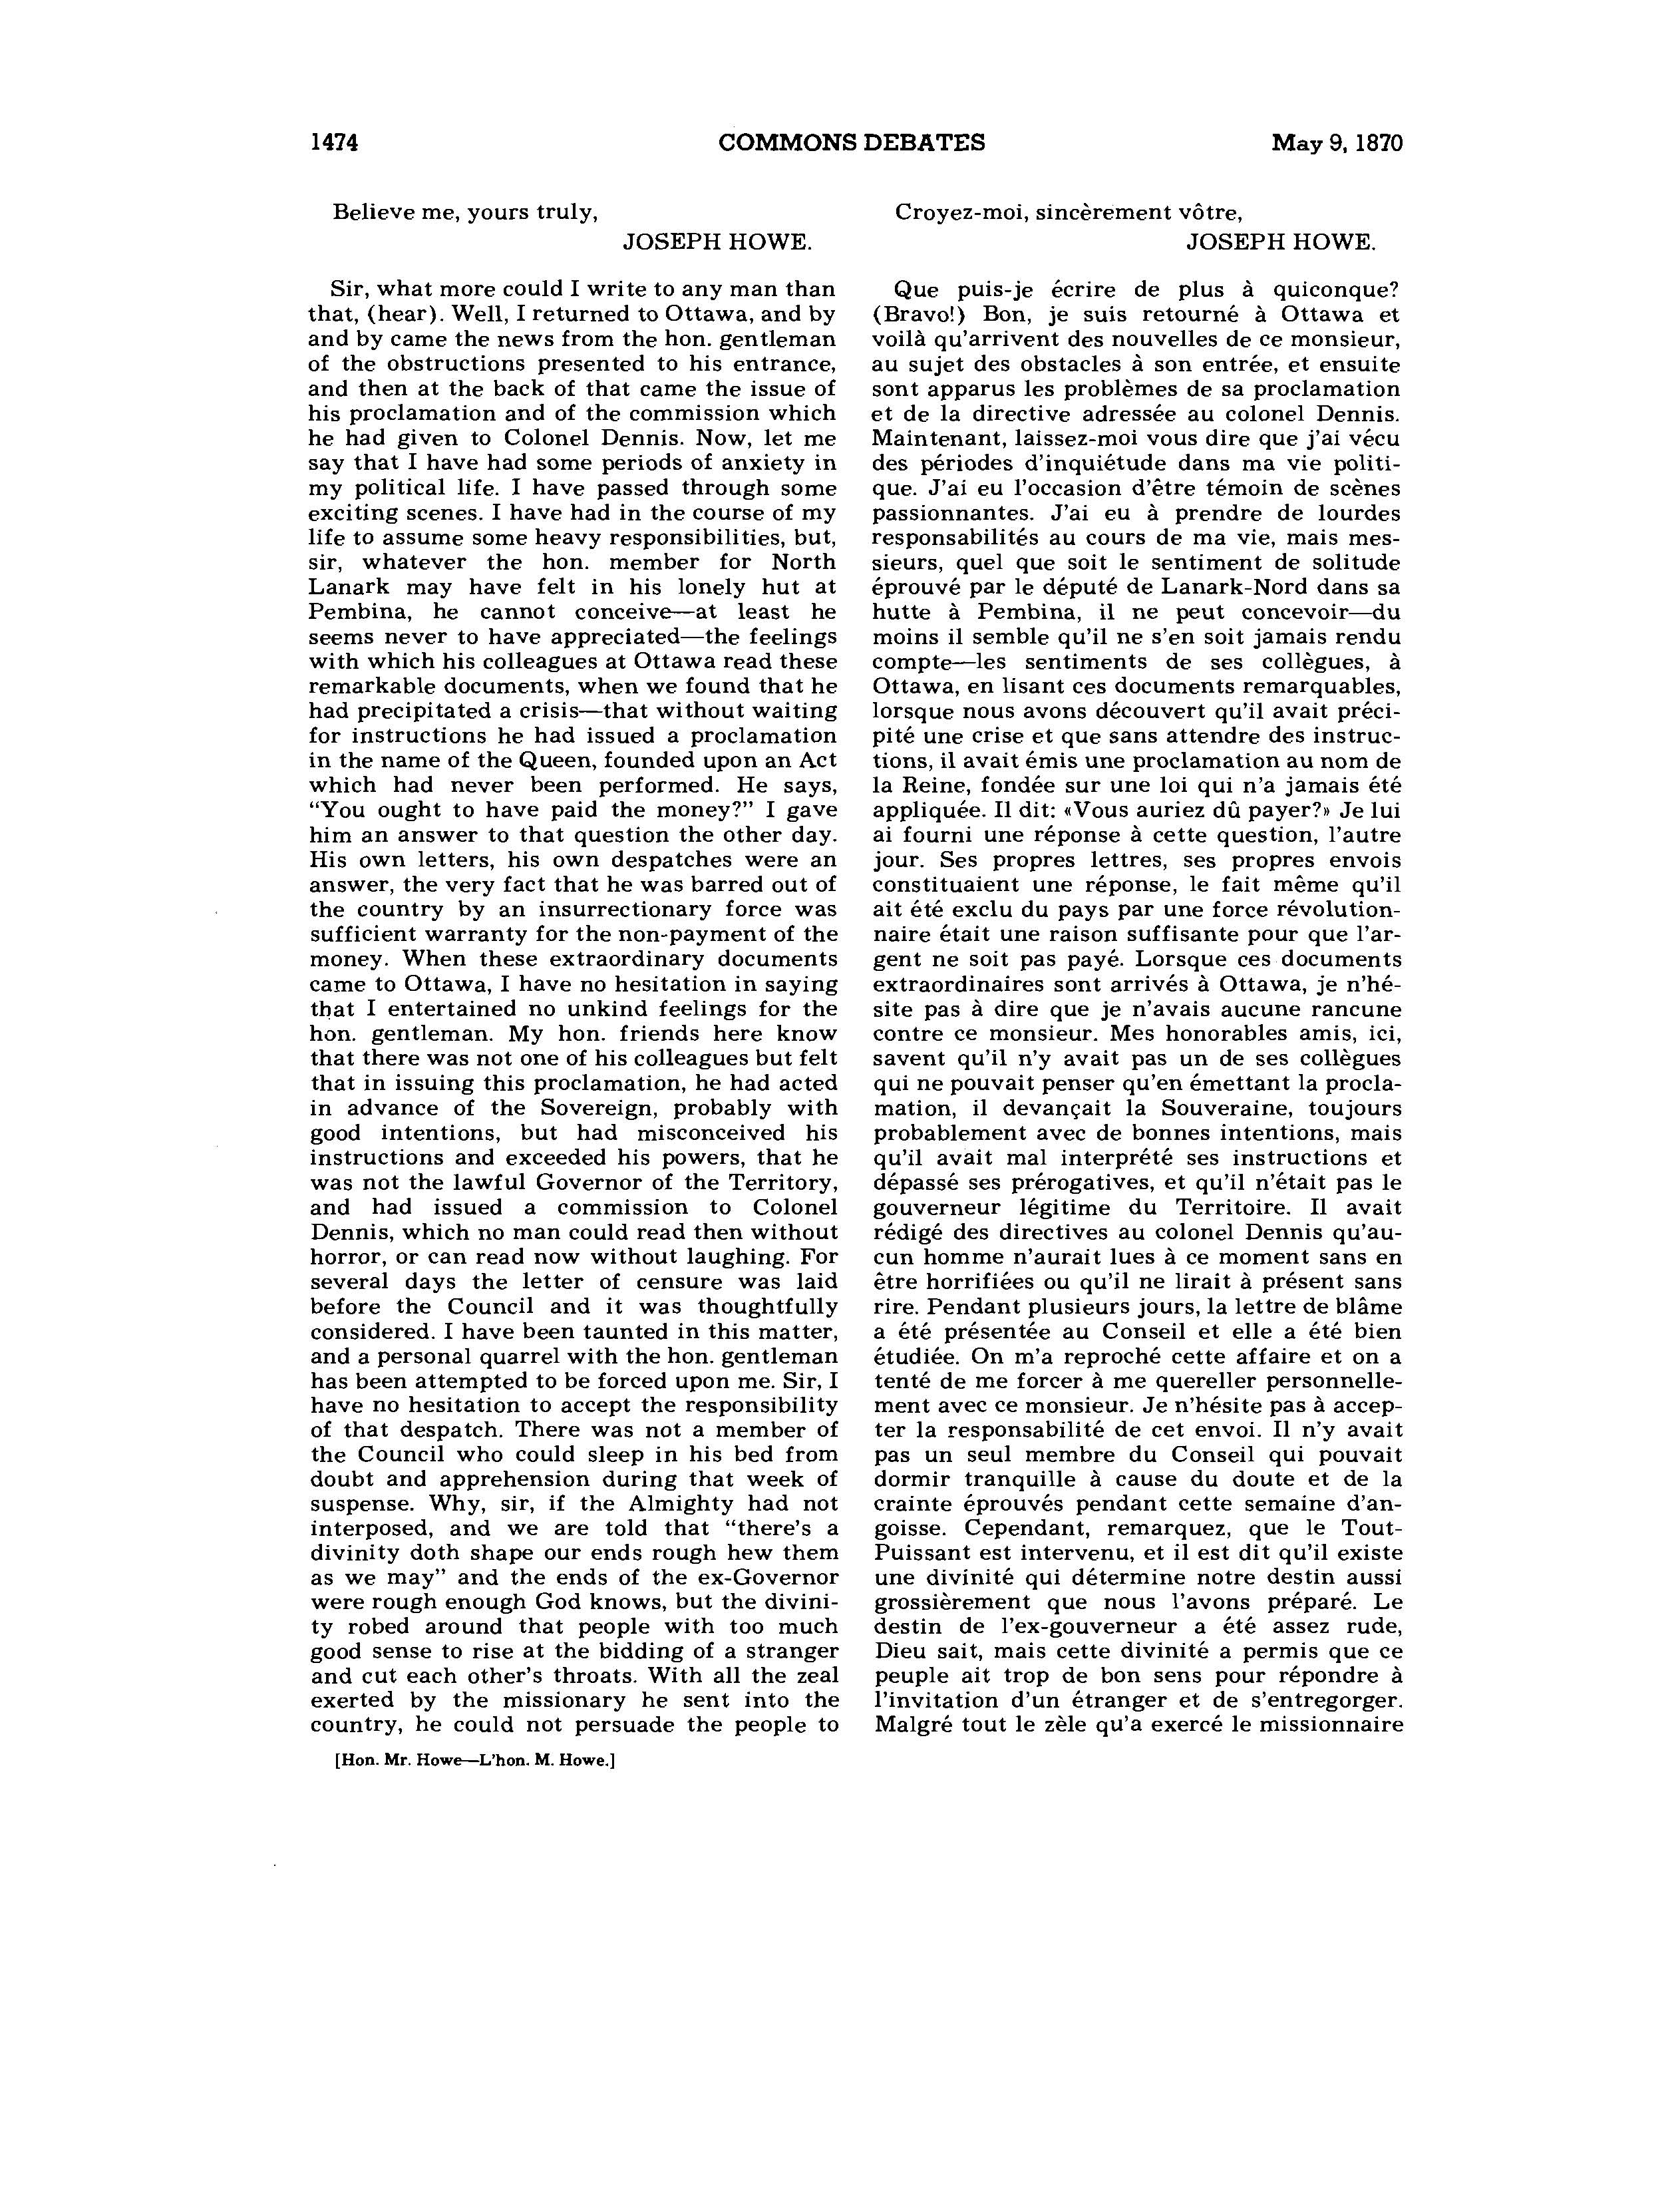 1474
COMMONS DEBATES
May 9, 1870
Believe me, yours truly,
JOSEPH HOWE.
Sir, what more could I write to any man than
that, (hear). Well, I returned to Ottawa, and by
and by came the news from the hon. gentleman
of the obstructions presented to his entrance,
and then at the back of that came the issue of
his proclamation and of the commission which
he had given to Colonel Dennis. Now, let me
say that I have had some periods of anxiety in
my political life. I have passed through some
exciting scenes. I have had in the course of my
life to assume some heavy responsibilities, but,
sir, whatever the hon. member for North
Lanark may have felt in his lonely hut at
Pembina, he cannot conceive—at least he
seems never to have appreciated—the feelings
with which his colleagues at Ottawa read these
remarkable documents, when we found that he
had precipitated a crisis—that without waiting
for instructions he had issued a proclamation
in the name of the Queen, founded upon an Act
which had never been performed. He says,
“You ought to have paid the money?” I gave
him an answer to that question the other day.
His own letters, his own despatches were an
answer, the very fact that he was barred out of
the country by an insurrectionary force was
sufficient warranty for the non-payment of the
money. When these extraordinary documents
came to Ottawa, I have no hesitation in saying
that I entertained no unkind feelings for the
hon. gentleman. My hon. friends here know
that there was not one of his colleagues but felt
that in issuing this proclamation, he had acted
in advance of the Sovereign, probably with
good intentions, but had misconceived his
instructions and exceeded his powers, that he
was not the lawful Governor of the Territory,
and had issued a commission to Colonel
Dennis, which no man could read then without
horror, or can read now without laughing. For
several days the letter of censure was laid
before the Council and it was thoughtfully
considered. I have been taunted in this matter,
and a personal quarrel with the hon. gentleman
has been attempted to be forced upon me. Sir, I
have no hesitation to accept the responsibility
of that despatch. There was not a member of
the Council who could sleep in his bed from
doubt and apprehension during that week of
suspense. Why, sir, if the Almighty had not
interposed, and we are told that “there’s a
divinity doth shape our ends rough hew them
as we may” and the ends of the ex-Governor
were rough enough God knows, but the divini-
ty robed around that people with too much
good sense to rise at the bidding of a stranger
and cut each other’s throats. With all the zeal
exerted by the missionary he sent into the
country, he could not persuade the people to
Croyez-moi, sincèrement vôtre,
JOSEPH HOWE.
Que puis-je écrire de plus à quiconque?
(Bravo!) Bon, je suis retourné à Ottawa et
voilà qu’arrivent des nouvelles de ce monsieur,
au sujet des obstacles à son entrée, et ensuite
sont apparus les problèmes de sa proclamation
et de la directive adressée au colonel Dennis.
Maintenant, laissez-moi vous dire que j’ai vécu
des périodes d’inquiétude dans ma vie politi-
que. J’ai eu l’occasion d’être témoin de scènes
passionnantes. J’ai eu à prendre de lourdes
responsabilités au cours de ma vie, mais mes-
sieurs, quel que soit le sentiment de solitude
éprouvé par le député de Lanark-Nord dans sa
hutte à Pembina, il ne peut concevoir—du
moins il semble qu’il ne s’en soit jamais rendu
compte—les sentiments de ses collègues, à
Ottawa, en lisant ces documents remarquables,
lorsque nous avons découvert qu’il avait préci-
pité une crise et que sans attendre des instruc-
tions, il avait émis une proclamation au nom de
la Reine, fondée sur une loi qui n’a jamais été
appliquée. Il dit: «Vous auriez dû payer?» Je lui
ai fourni une réponse à cette question, l’autre
jour. Ses propres lettres, ses propres envois
constituaient une réponse, le fait même qu’il
ait été exclu du pays par une force révolution-
naire était une raison suffisante pour que l’ar-
gent ne soit pas payé. Lorsque ces documents
extraordinaires sont arrivés à Ottawa, je n’hé-
site pas à dire que je n’avais aucune rancune
contre ce monsieur. Mes honorables amis, ici,
savent qu’il n’y avait pas un de ses collègues
qui ne pouvait penser qu’en émettant la procla-
mation, il devançait la Souveraine, toujours
probablement avec de bonnes intentions, mais
qu’il avait mal interprété ses instructions et
dépassé ses prérogatives, et qu’il n’était pas le
gouverneur légitime du Territoire. Il avait
rédigé des directives au colonel Dennis qu’au-
cun homme n’aurait lues à ce moment sans en
être horrifiées ou qu’il ne lirait à présent sans
rire. Pendant plusieurs jours, la lettre de blâme
a été présentée au Conseil et elle a été bien
étudiée. On m’a reproché cette affaire et on a
tenté de me forcer à me quereller personnelle-
ment avec ce monsieur. Je n’hésite pas à accep-
ter la responsabilité de cet envoi. Il n’y avait
pas un seul membre du Conseil qui pouvait
dormir tranquille à cause du doute et de la
crainte éprouvés pendant cette semaine d’an-
goisse. Cependant, remarquez, que le Tout-
Puissant est intervenu, et il est dit qu’il existe
une divinité qui détermine notre destin aussi
grossièrement que nous l’avons préparé. Le
destin de l’ex-gouverneur a été assez rude,
Dieu sait, mais cette divinité a permis que ce
peuple ait trop de bon sens pour répondre à
l’invitation d’un étranger et de s’entregorger.
Malgré tout le zèle qu’a exercé le missionnaire
[Hon. Mr. Howe—L’hon. M. Howe.]